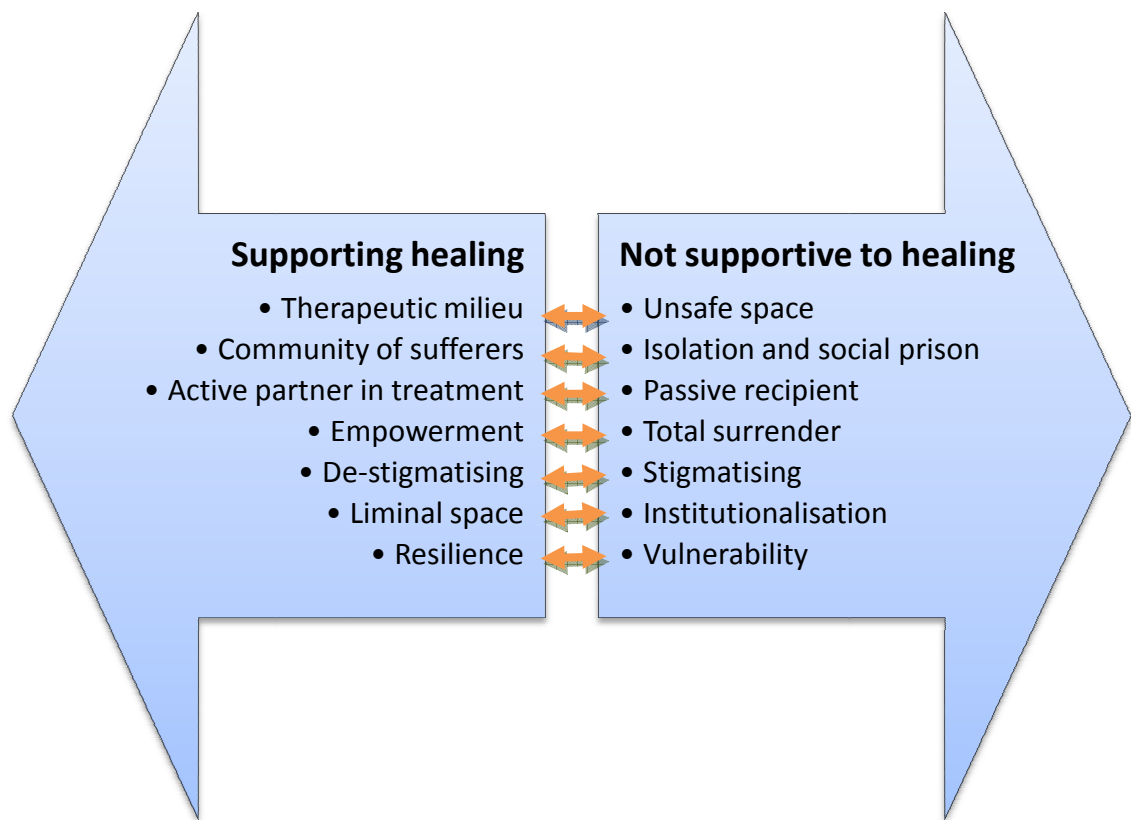 Supporting healing
• Therapeutic milieu
• Community of sufferers
• Active partner in treatment
• Empowerment
• De-stigmatising
• Liminal space
• Resilience
Not supportive to healing
• Unsafe space
• Isolation and social prison
• Passive recipient
• Total surrender
• Stigmatising
• Institutionalisation
• Vulnerability